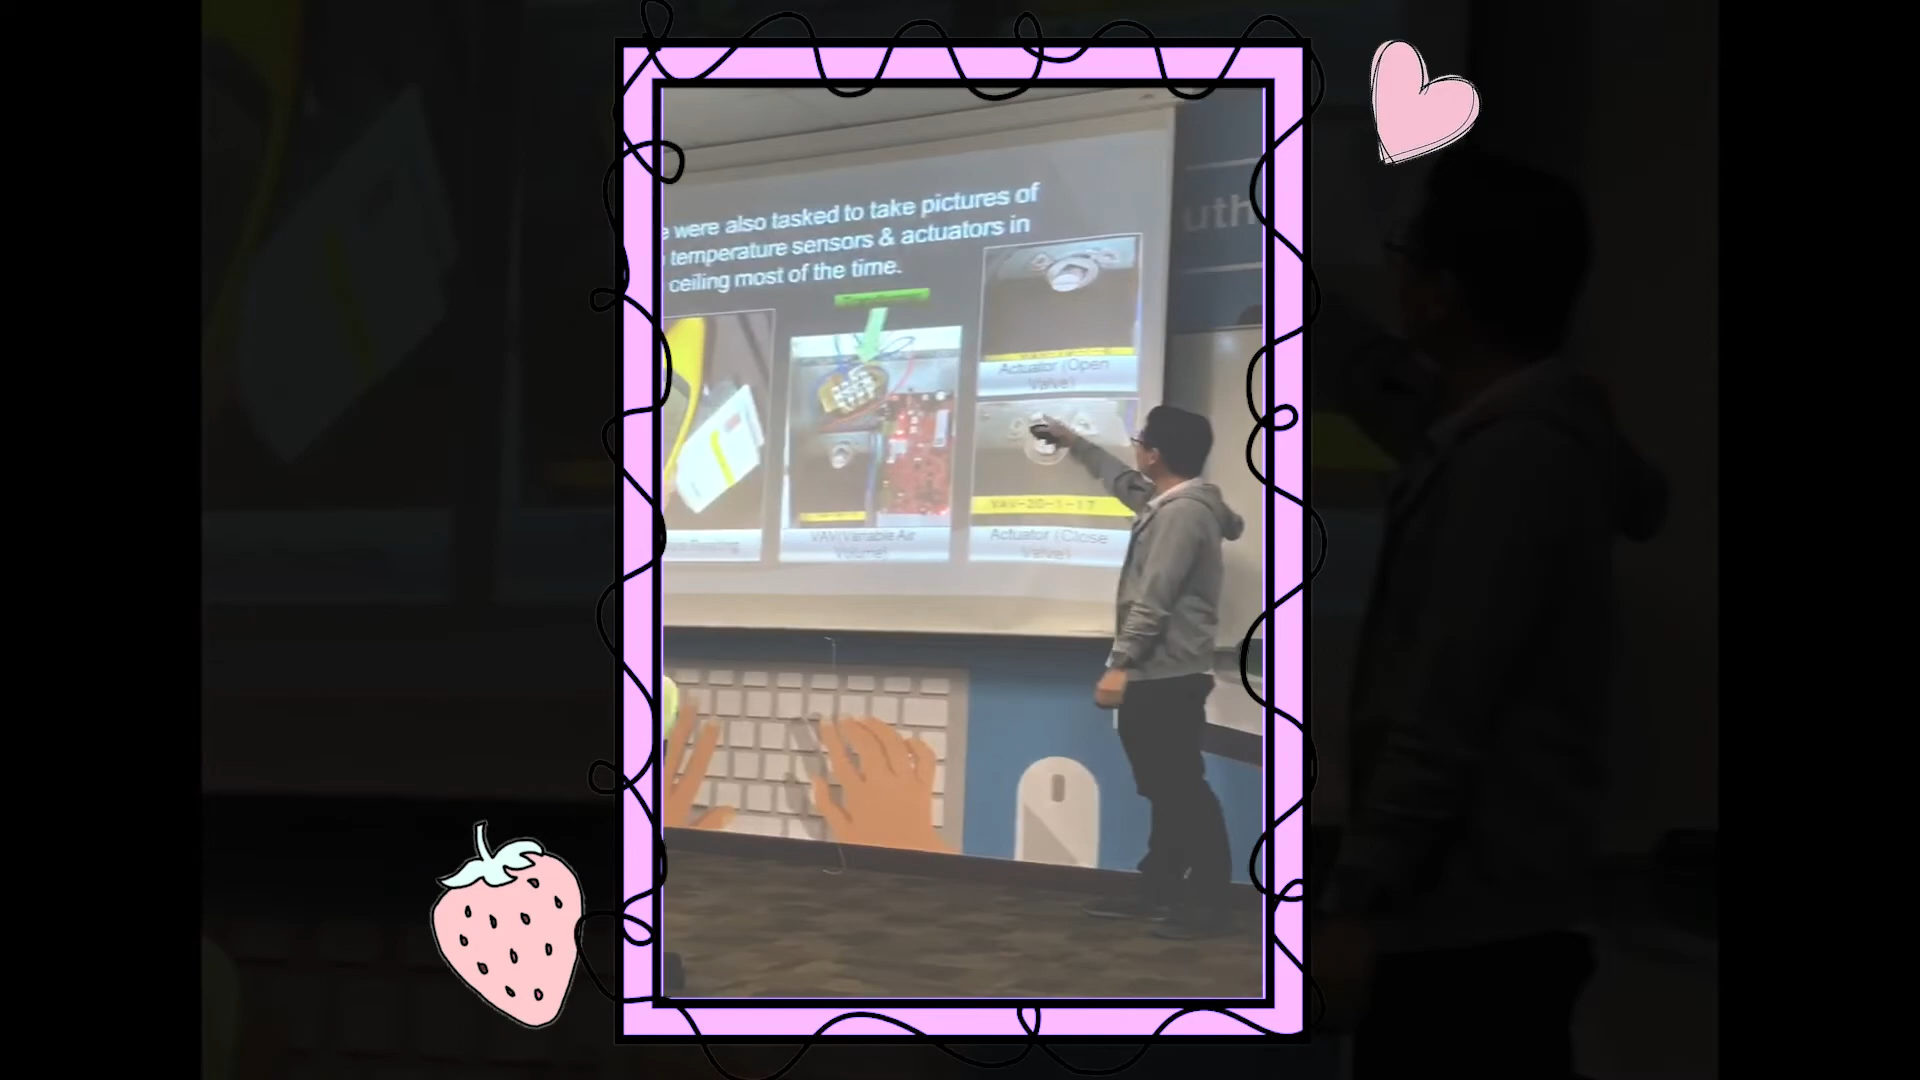 were also tasked to take pictures of
temperature sensors & actuators in
ceiling most of the time.
Actuator (Open
Valve)
VAV-20-1-17
VAV(Variable Air
Volume)
Actuator (Close
Valve)
uth